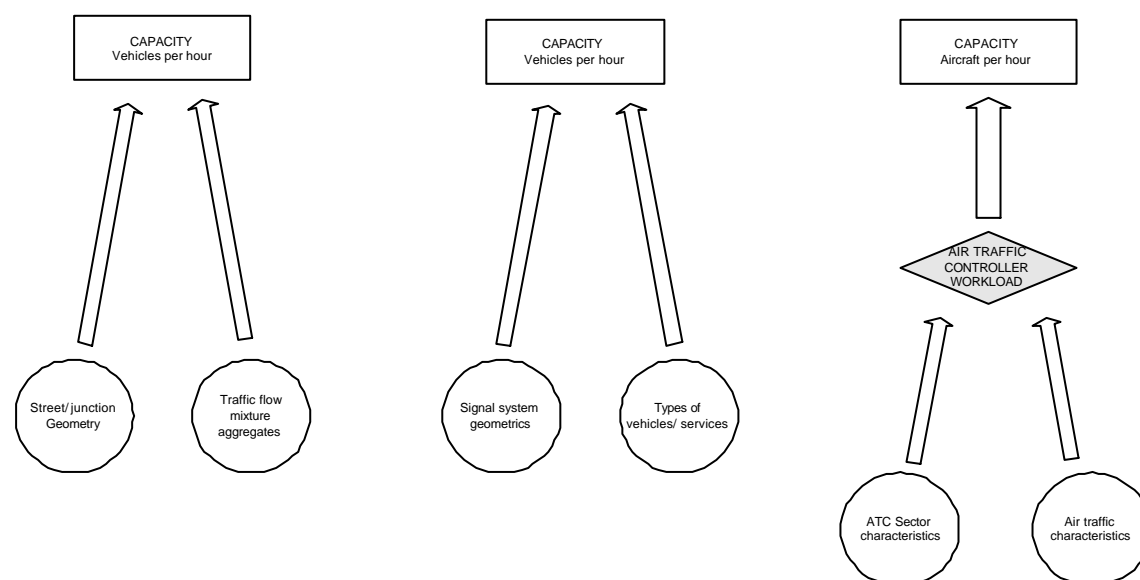 CAPACITY
Vehicles per hour
CAPACITY
Vehicles per hour
CAPACITY
Aircraft per hour
AIR TRAFFIC
CONTROLLER
WORKLOAD
Street/ junction
Geometry
Traffic flow
mixture
aggregates
Signal system
geometrics
Types of
vehicles/ services
ATC Sector
characteristics
Air traffic
characteristics